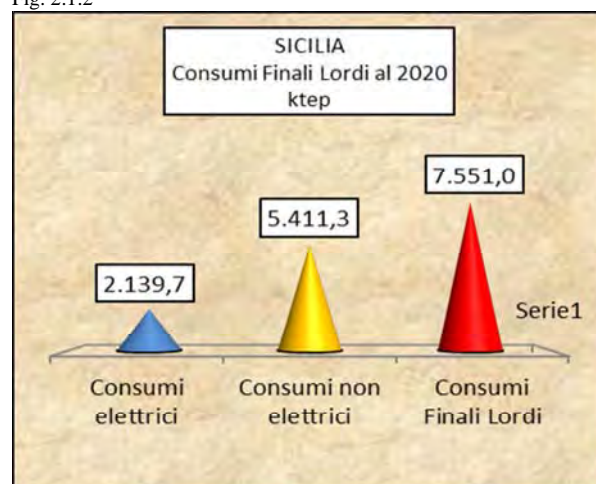 Fig. 2.1.2
SICILIA
Consumi Finali Lordi al 2020
ktep
7.551,0
5.411,3
2.139,7
Serie1
Consumi
elettrici
Consumi non
elettrici
Consumi
Finali Lordi